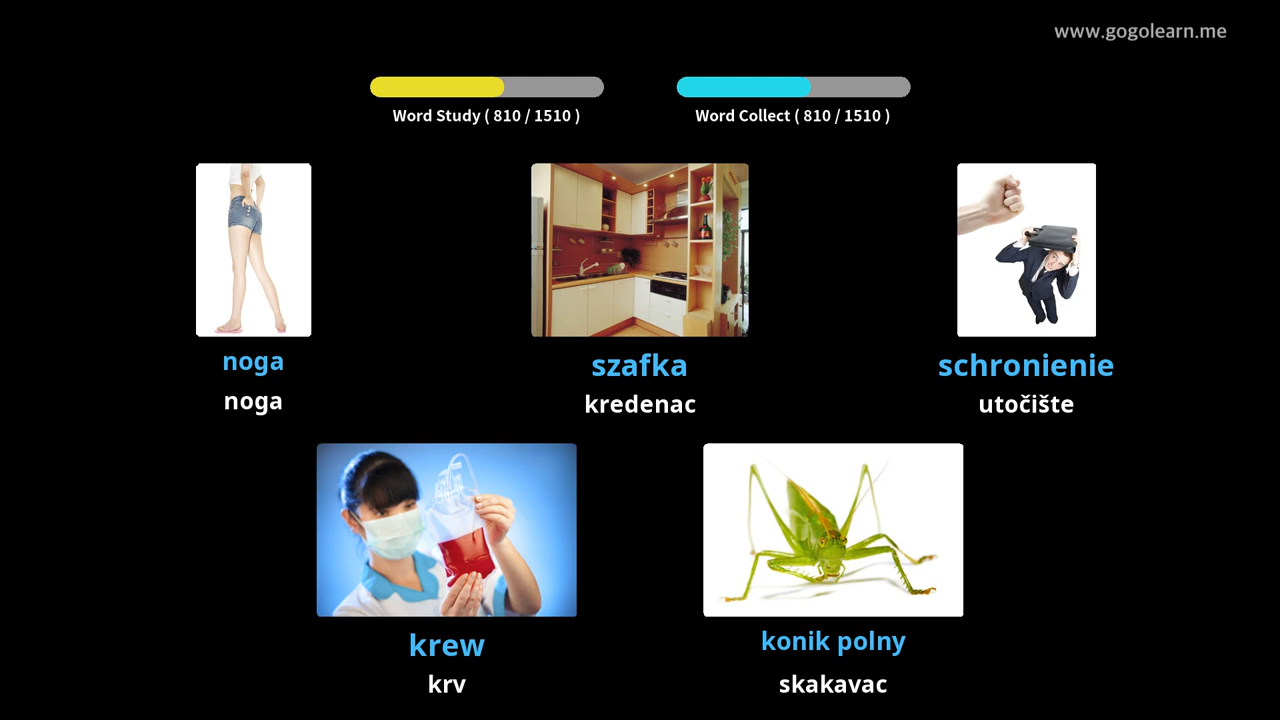 www.gogolearn.me
Word Study ( 810 / 1510 )
Word Collect ( 810 / 1510 )
noga
noga
szafka
kredenac
schronienie
utočište
krew
krv
konik polny
skakavac